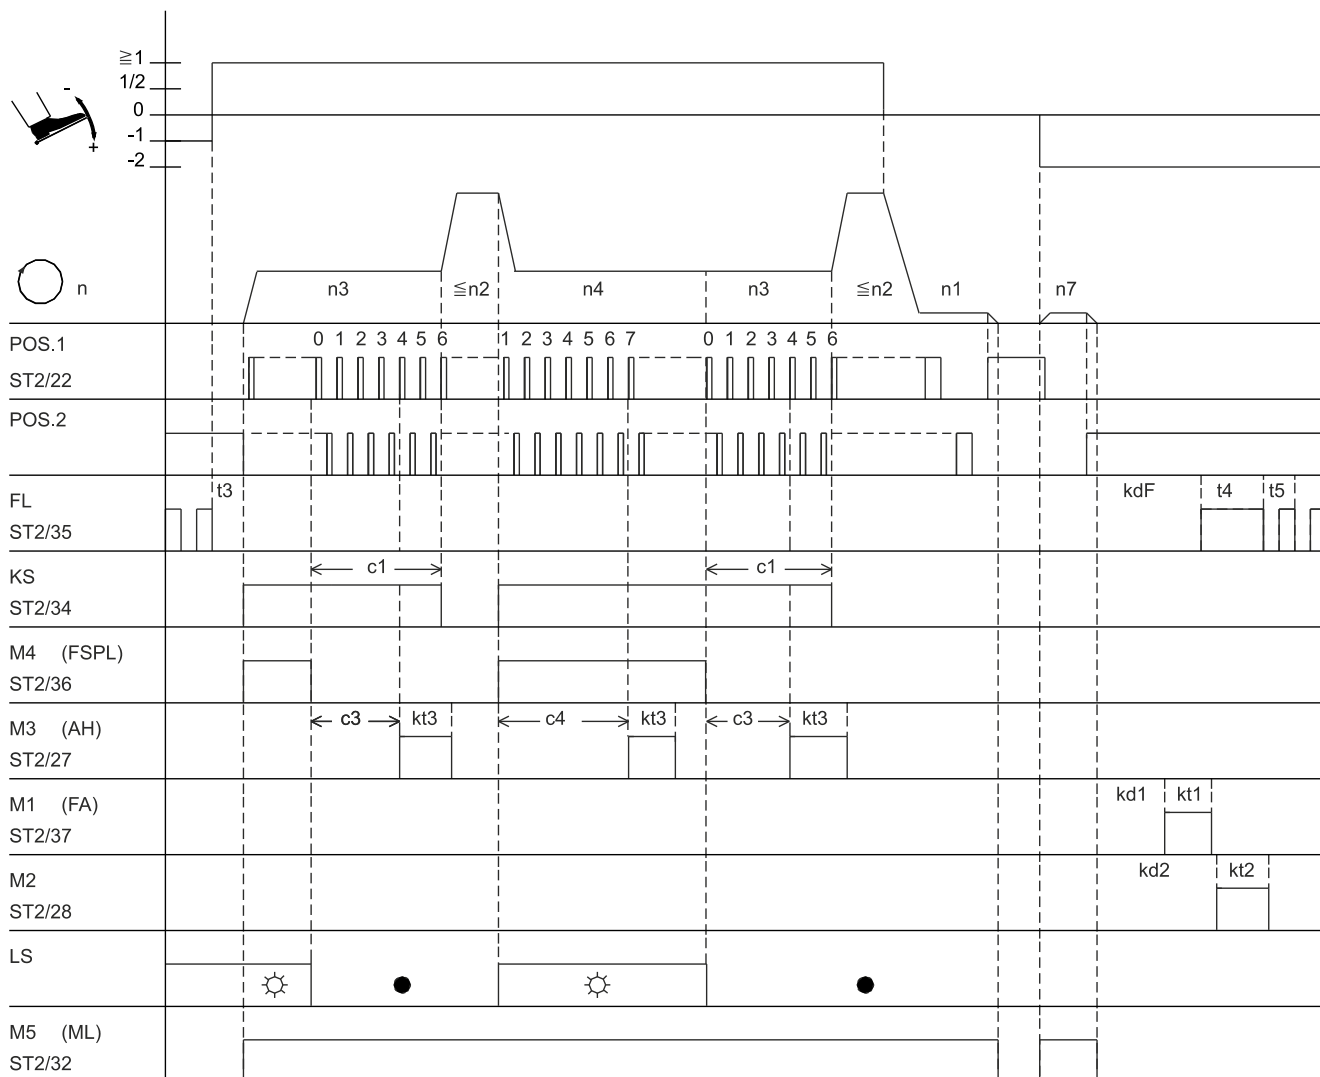 ≧1
1/2
0
-1
-2
-
+
n
n3 ≦n2 n4 n3 ≦n2 n1 n7
POS.1
0 1 2 3 4 5 6 1 2 3 4 5 6 7 0 1 2 3 4 5 6
ST2/22
POS.2
FL
t3 kdF t4 t5
ST2/35
KS
c1 c1
ST2/34
M4 (FSPL)
ST2/36
M3 (AH)
c3 kt3 c4 kt3 c3 kt3
ST2/27
M1 (FA)
kd1 kt1
ST2/37
M2
kd2 kt2
ST2/28
LS
M5 (ML)
ST2/32